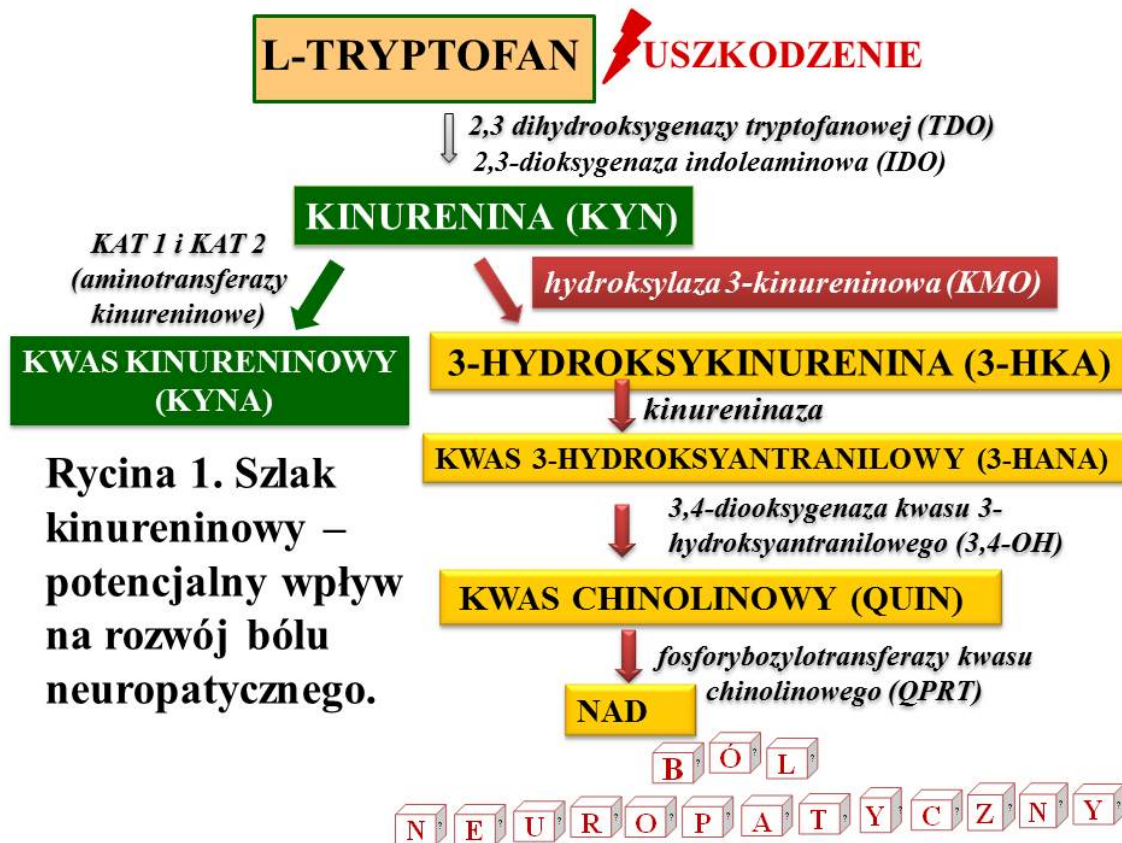 L-TRYPTOFAN
USZKODZENIE
2,3 dihydrooksygenazy tryptofanowej (TDO)
2,3-dioksygenaza indoleaminowa (IDO)
KINURENINA (KYN)
KAT 1 i KAT 2
(aminotransferazy
kinureninowe)
hydroksylaza 3-kinureninowa (KMO)
KWAS KINURENINOWY
(KYNA)
3-HYDROKSYKINURENINA (3-HKA)
kinureninaza
KWAS 3-HYDROKSYANTRANILOWY (3-HANA)
Rycina 1. Szlak
kinureninowy –
potencjalny wpływ
na rozwój bólu
neuropatycznego.
3,4-diooksygenaza kwasu 3-
hydroksyantranilowego (3,4-OH)
KWAS CHINOLINOWY (QUIN)
fosforybozylotransferazy kwasu
chinolinowego (QPRT)
NAD
B ? Ó ? L ?
N ? E ? U ? R ? O ? P ? A ? T ? Y ? C ? Z ? N ? Y ?